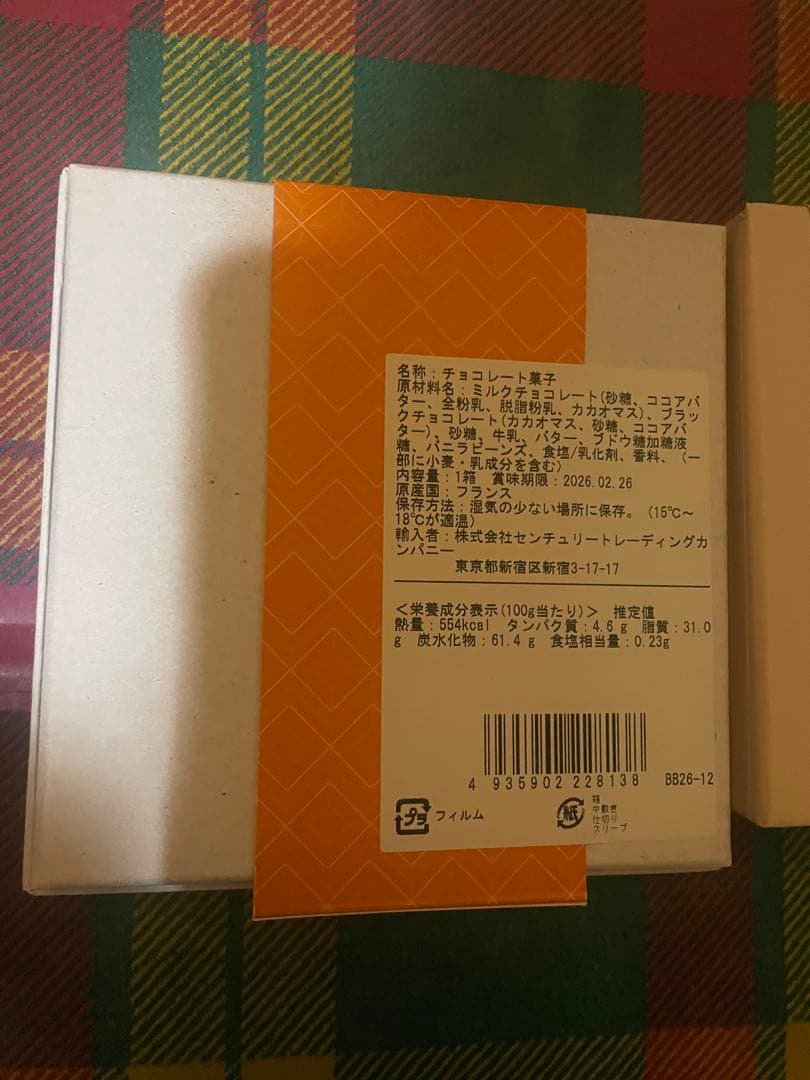 名称：チョコレート菓子
原材料名：ミルクチョコレート(砂糖、ココアバ
ター、全粉乳、脱脂粉乳、カカオマス)、ブラッ
クチョコレート(カカオマス、砂糖、ココアバ
ター)、砂糖、牛乳、バター、ブドウ糖加糖液
糖、バニラビーンズ、食塩/乳化剤、香料、（一
部に小麦・乳成分を含む）
内容量：1箱　賞味期限：2026.02.26
原産国：フランス
保存方法：湿気の少ない場所に保存。（15℃～
18℃が適温）
輸入者：株式会社センチュリートレーディングカ
ンパニー
東京都新宿区新宿3-17-17
＜栄養成分表示(100g当たり)＞　推定値
熱量：554kcal　タンパク質：4.6 g　脂質：31.0
g　炭水化物：61.4 g　食塩相当量：0.23g
4 935902 228138 BB26-12
プラ フィルム
紙 箱
中敷き
仕切り
スリーブ